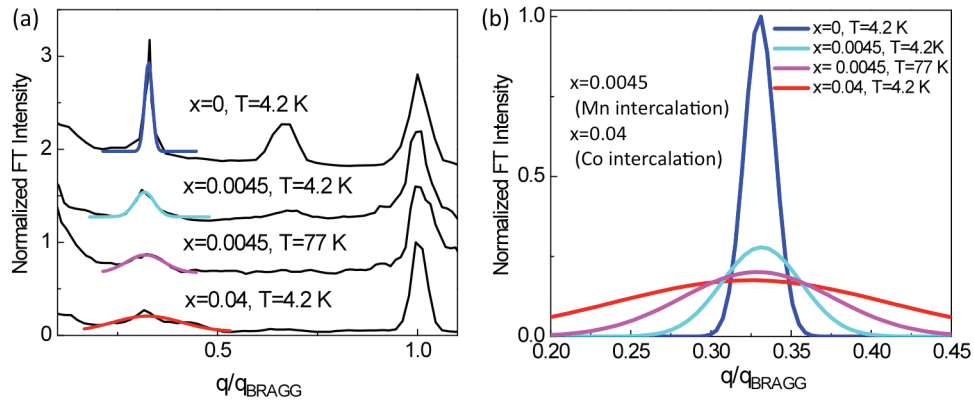 (a)
3
2
1
0
Normalized FT Intensity
x=0, T=4.2 K
x=0.0045, T=4.2 K
x=0.0045, T=77 K
x=0.04, T=4.2 K
0.5
1.0
q/qBRAGG
(b)
1.0
0.5
0.0
Normalized FT Intensity
x=0, T=4.2 K
x=0.0045, T=4.2K
x= 0.0045, T=77 K
x=0.04, T=4.2 K
x=0.0045
(Mn intercalation)
x=0.04
(Co intercalation)
0.20
0.25
0.30
0.35
0.40
0.45
q/qBRAGG